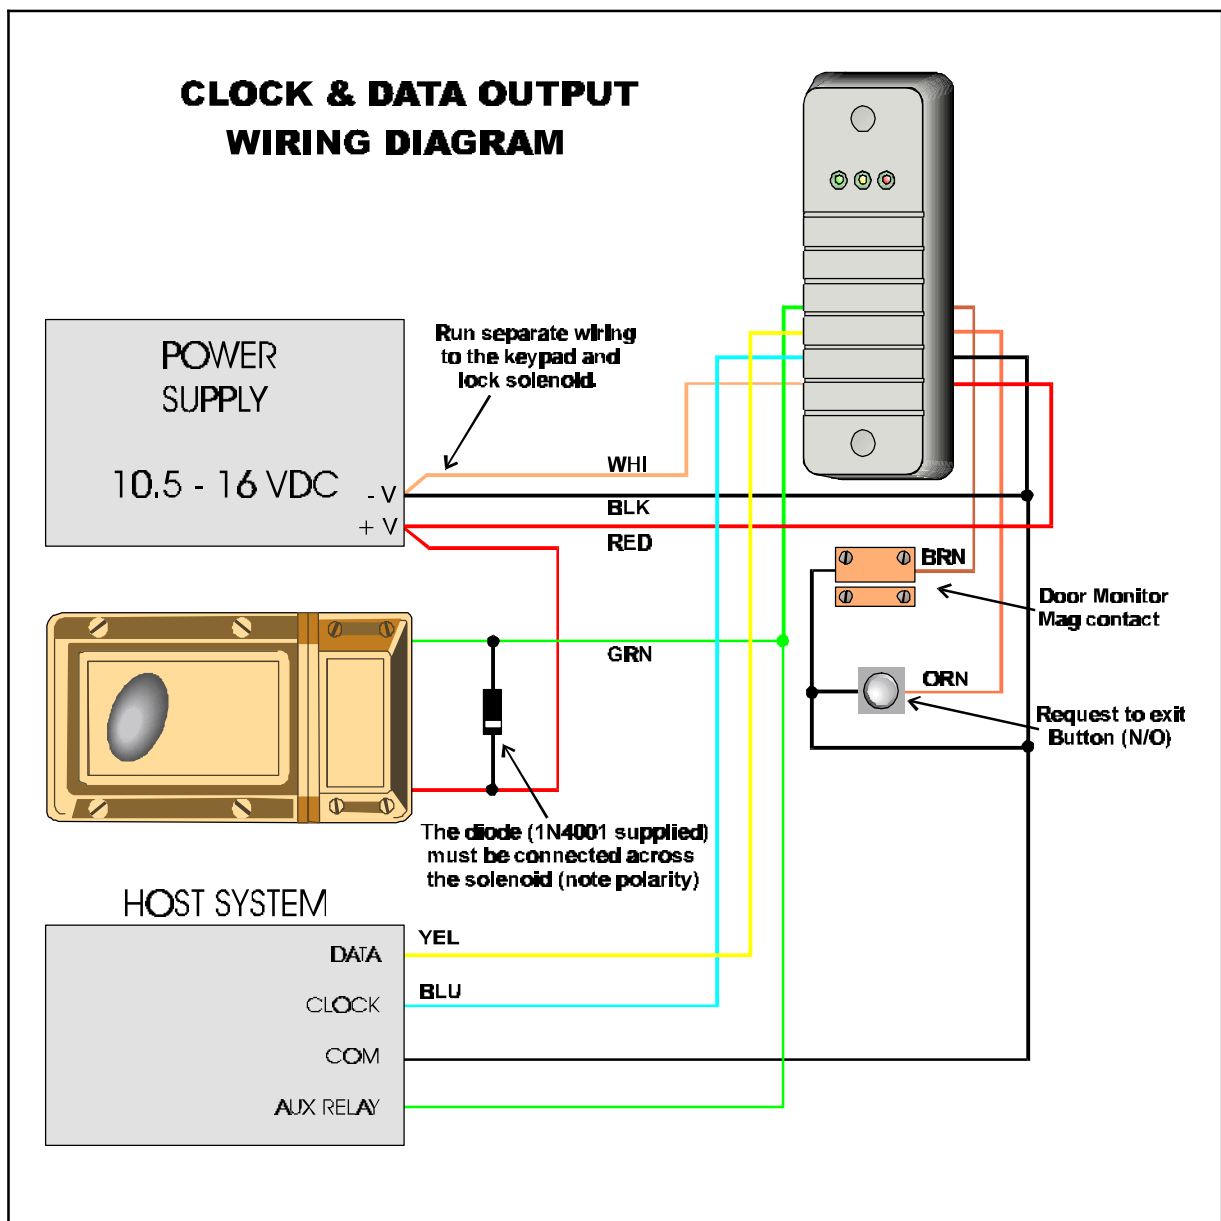 CLOCK & DATA OUTPUT
WIRING DIAGRAM
POWER
SUPPLY
10.5 - 16 VDC
- V
+ V
Run separate wiring
to the keypad and
lock solenoid.
WHI
BLK
RED
BRN
Door Monitor
Mag contact
GRN
ORN
Request to exit
Button (N/O)
The diode (1N4001 supplied)
must be connected across
the solenoid (note polarity)
HOST SYSTEM
DATA
YEL
CLOCK
BLU
COM
AUX RELAY